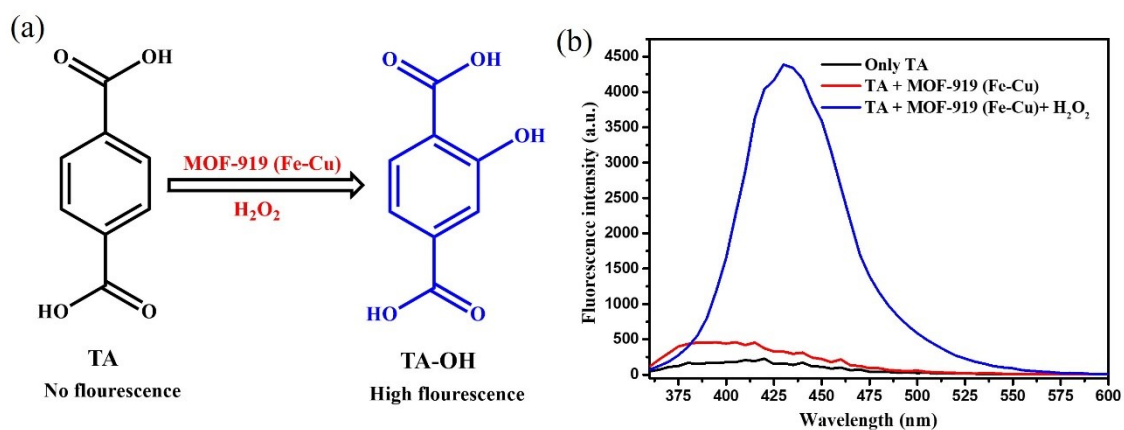 (a)
O
OH
HO
O
TA
No flourescence
MOF-919 (Fe-Cu)
H₂O₂
O
OH
OH
HO
O
TA-OH
High flourescence
(b)
Only TA
TA + MOF-919 (Fe-Cu)
TA + MOF-919 (Fe-Cu)+ H₂O₂
Fluorescence intensity (a.u.)
4500
4000
3500
3000
2500
2000
1500
1000
500
0
375 400 425 450 475 500 525 550 575 600
Wavelength (nm)